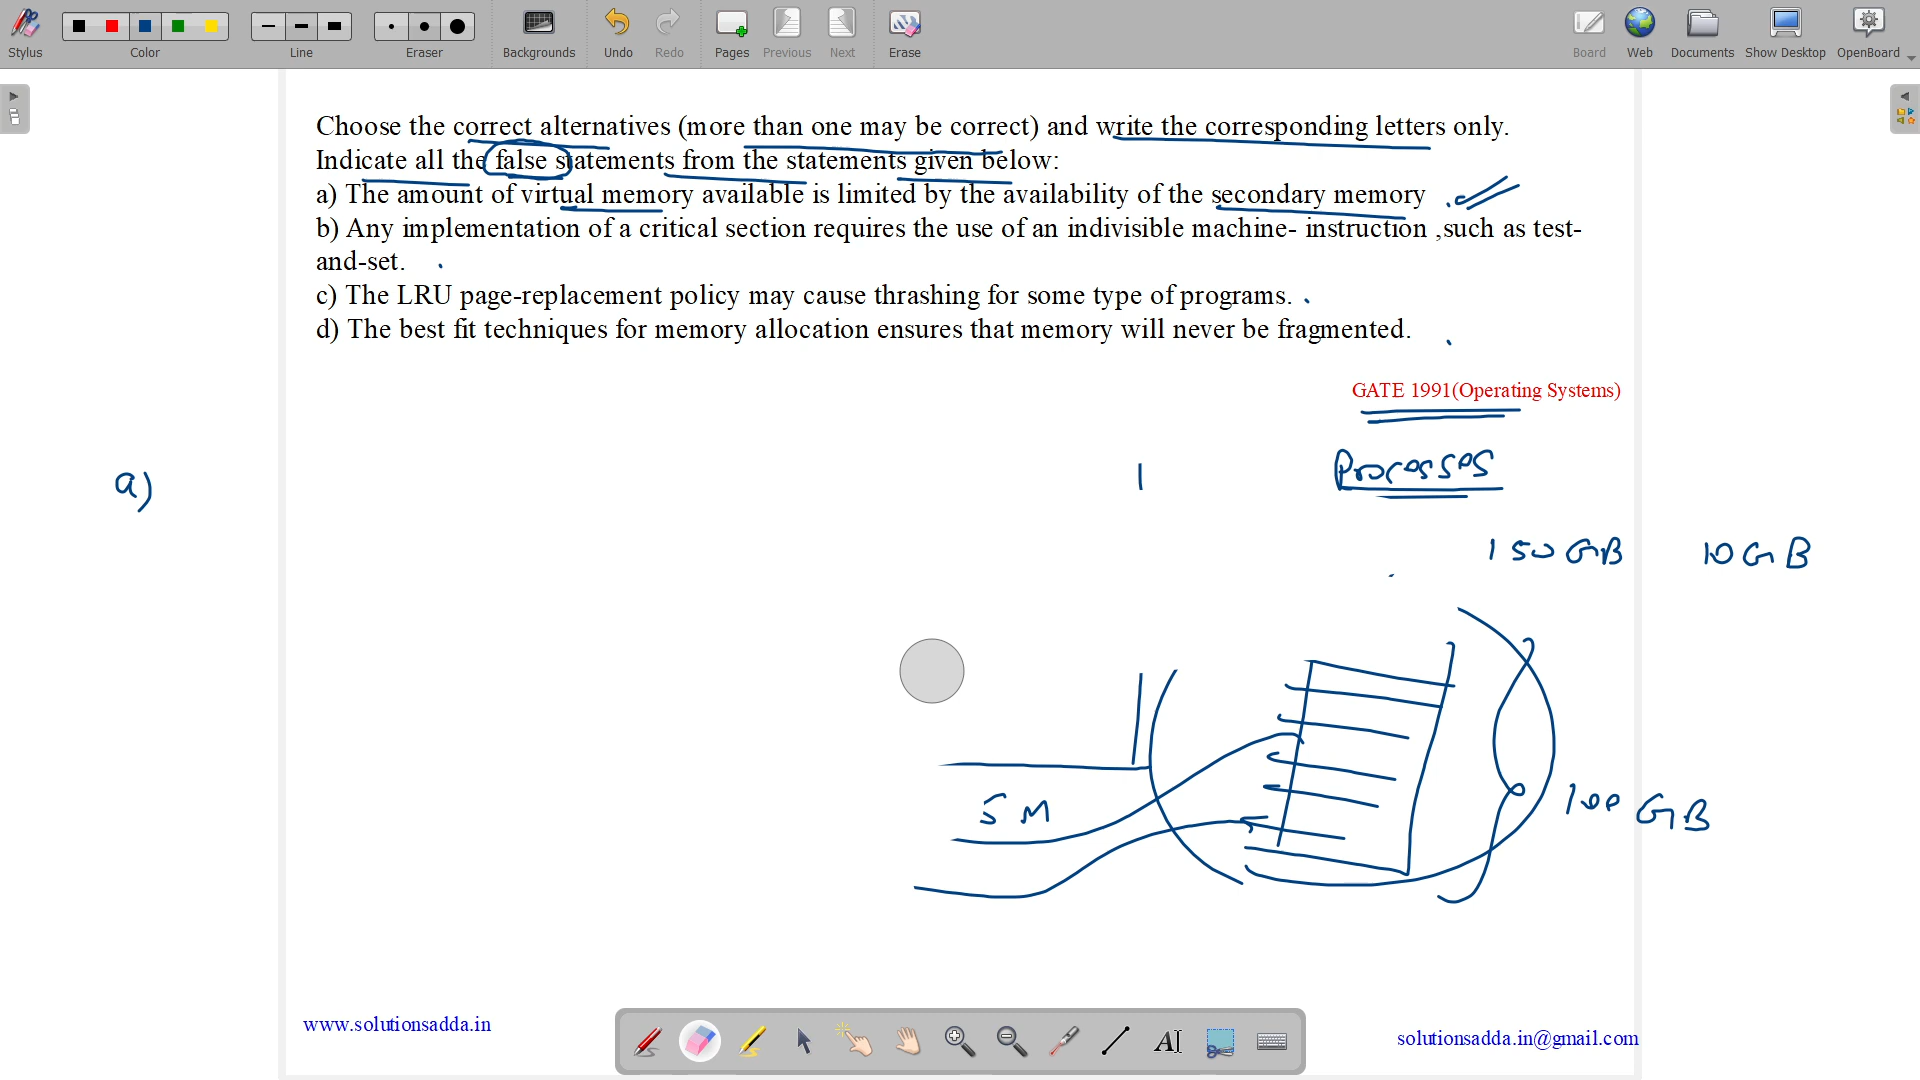 Stylus
Color
Line
Eraser
Backgrounds
Undo
Redo
Pages
Previous
Next
Erase
Board
Web
Documents
Show Desktop
OpenBoard
Choose the correct alternatives (more than one may be correct) and write the corresponding letters only.
Indicate all the false statements from the statements given below:
a) The amount of virtual memory available is limited by the availability of the secondary memory
b) Any implementation of a critical section requires the use of an indivisible machine- instruction ,such as test-
and-set.
c) The LRU page-replacement policy may cause thrashing for some type of programs.
d) The best fit techniques for memory allocation ensures that memory will never be fragmented.
GATE 1991(Operating Systems)
Processes
a)
150 GB 10 GB
5 M
100 GB
www.solutionsadda.in
solutionsadda.in@gmail.com